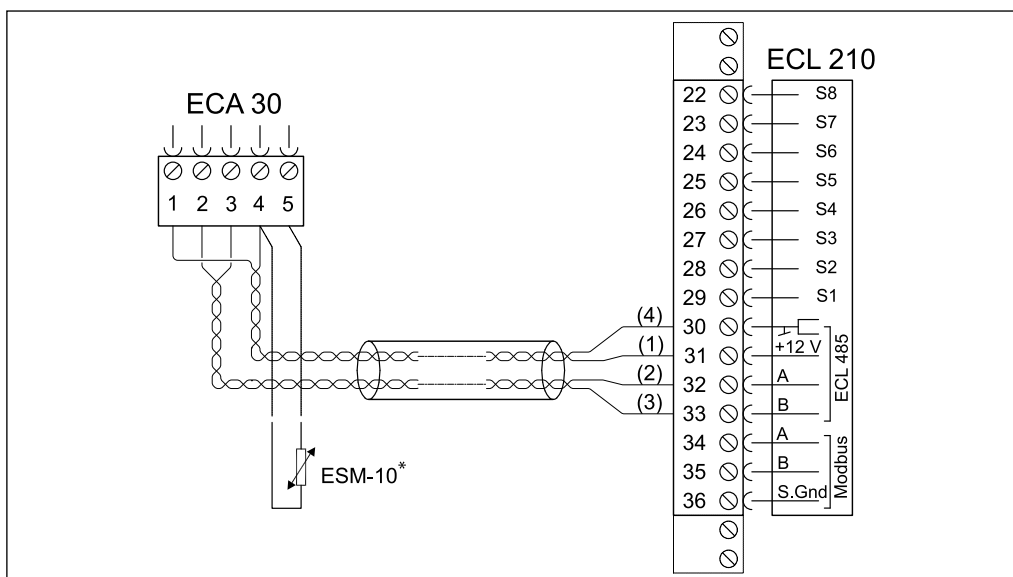 ECL 210
ECA 30
1 2 3 4 5
22 S8
23 S7
24 S6
25 S5
26 S4
27 S3
28 S2
29 S1
(4) 30
+12 V
(1) 31
(2) 32 A
(3) 33 B
ECL 485
34 A
35 B
36 S.Gnd
Modbus
ESM-10*